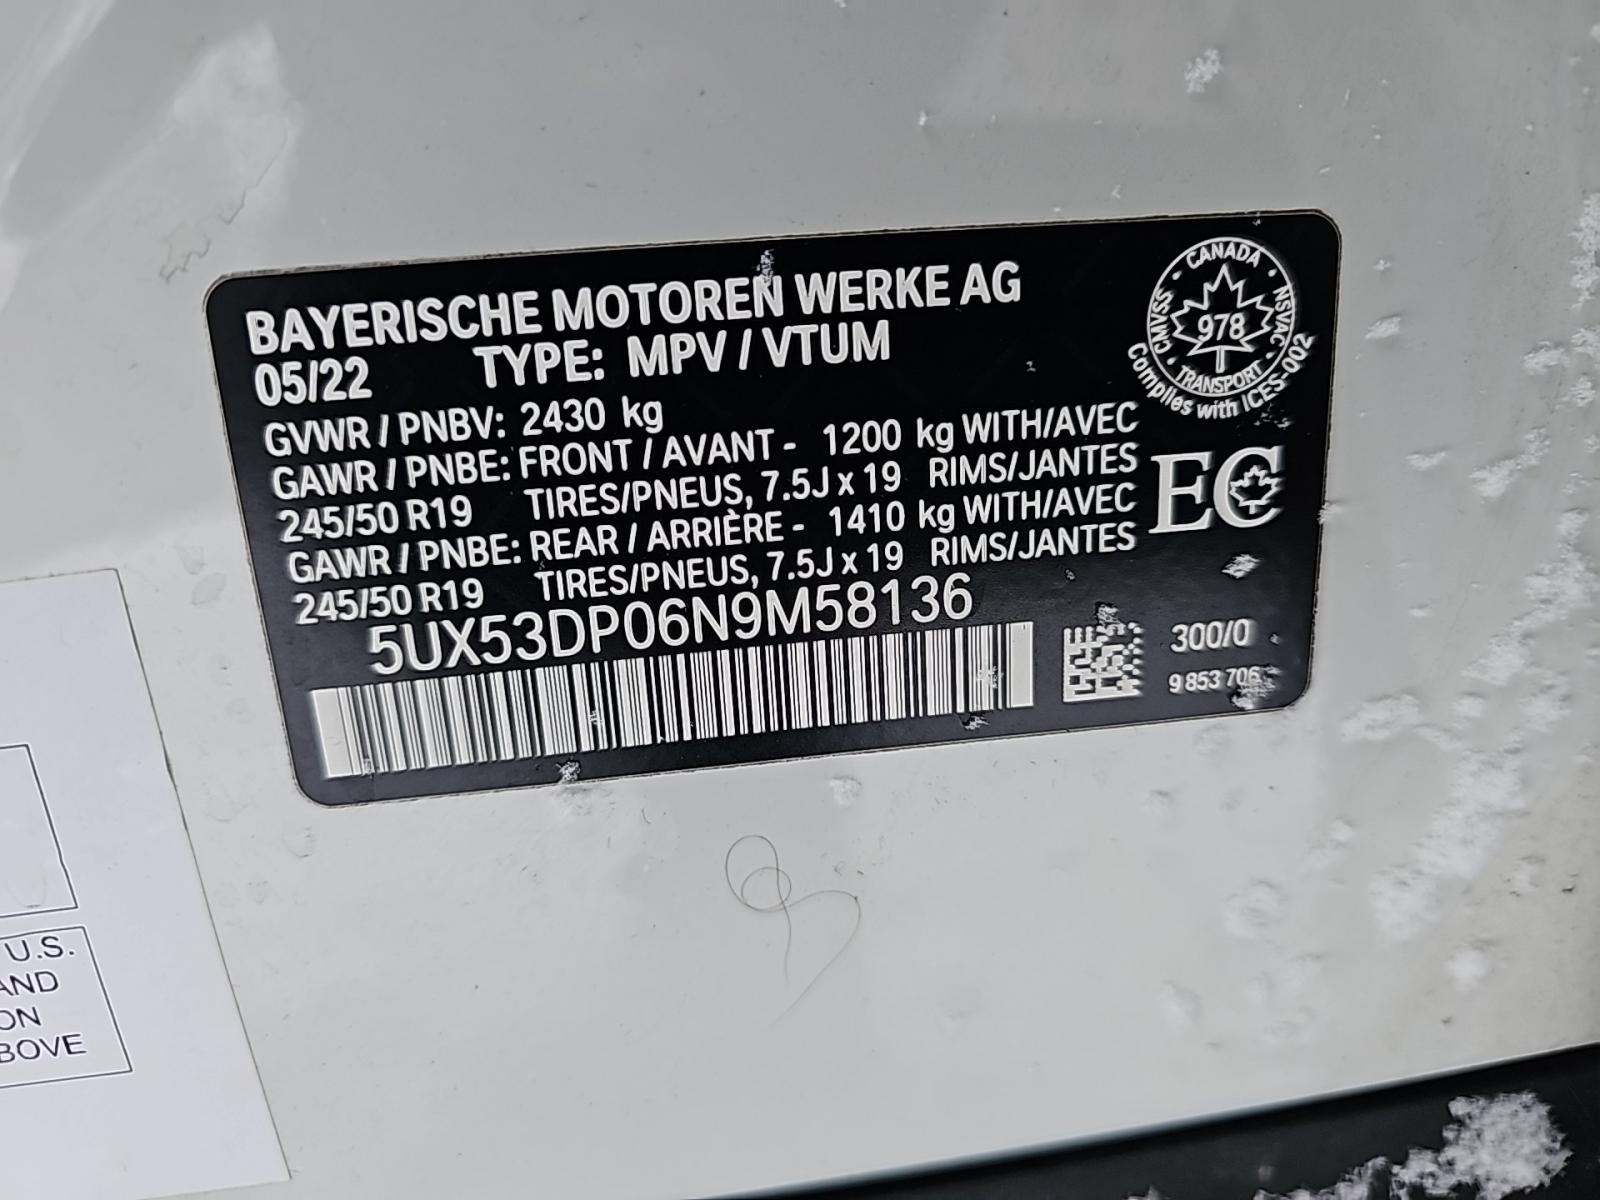 BAYERISCHE MOTOREN WERKE AG
05/22 TYPE: MPV / VTUM
GVWR / PNBV: 2430 kg
GAWR / PNBE: FRONT / AVANT - 1200 kg WITH/AVEC
245/50 R19 TIRES/PNEUS, 7.5J x 19 RIMS/JANTES
GAWR / PNBE: REAR / ARRIÈRE - 1410 kg WITH/AVEC
245/50 R19 TIRES/PNEUS, 7.5J x 19 RIMS/JANTES
5UX53DP06N9M58136
CANADA
CMVSS 978 NSVAC
TRANSPORT
Complies with ICES-002
EC
300/0
9 853 706
U.S.
AND
ON
BOVE